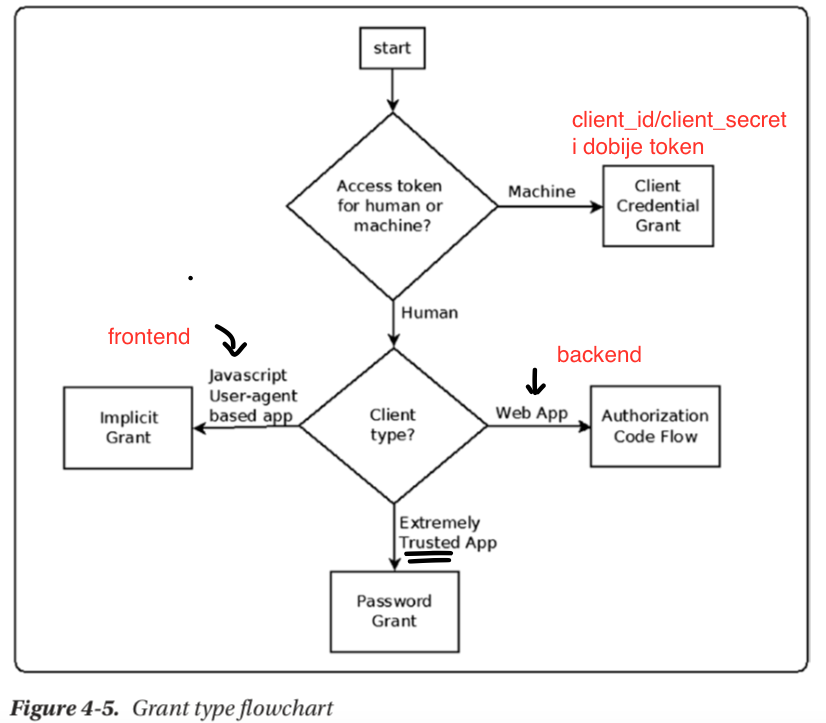 start
client_id/client_secret
i dobije token
Access token
for human or
machine?
Machine
Client
Credential
Grant
Human
frontend
backend
Javascript
User-agent
based app
Implicit
Grant
Client
type?
Web App
Authorization
Code Flow
Extremely
Trusted App
Password
Grant
Figure 4-5. Grant type flowchart